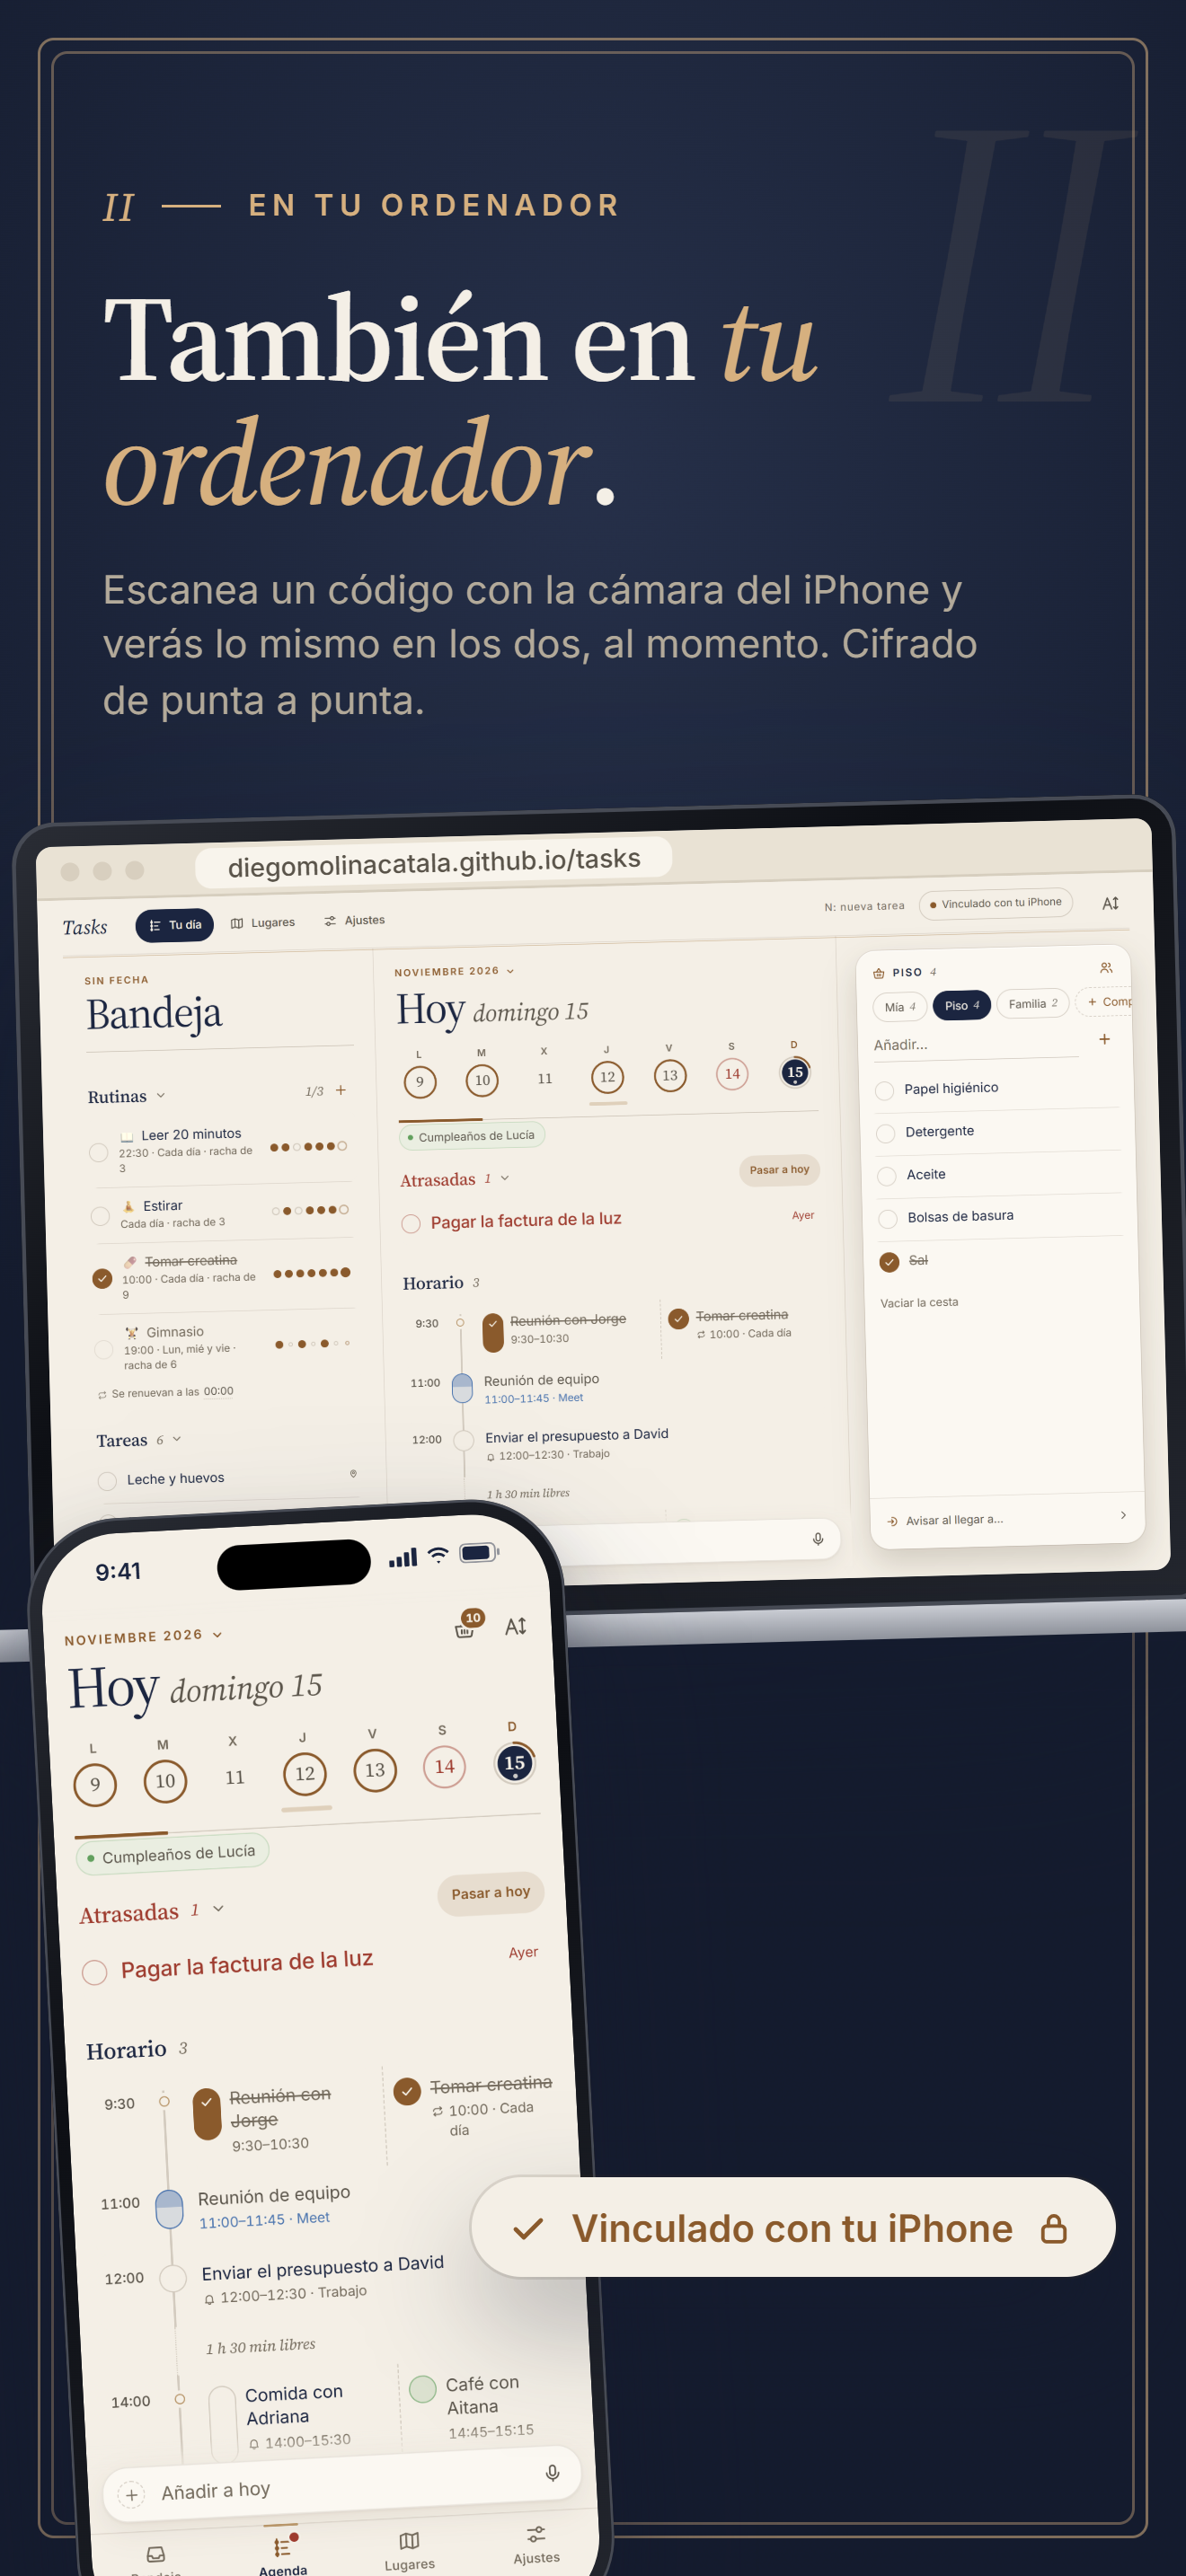 II
II — EN TU ORDENADOR
También en tu
ordenador.
Escanea un código con la cámara del iPhone y
verás lo mismo en los dos, al momento. Cifrado
de punta a punta.
diegomolinacatala.github.io/tasks
Tasks
Tu día
Lugares
Ajustes
N: nueva tarea
Vinculado con tu iPhone
SIN FECHA
Bandeja
Rutinas
1/3 +
Leer 20 minutos
22:30 · Cada día · racha de
3
Estirar
Cada día · racha de 3
Tomar creatina
10:00 · Cada día · racha de
9
Gimnasio
19:00 · Lun, mié y vie ·
racha de 6
Se renuevan a las 00:00
Tareas 6
Leche y huevos
NOVIEMBRE 2026
Hoy domingo 15
L M X J V S D
9 10 11 12 13 14 15
Cumpleaños de Lucía
Atrasadas 1
Pasar a hoy
Pagar la factura de la luz
Ayer
Horario 3
9:30
Reunión con Jorge
9:30–10:30
Tomar creatina
10:00 · Cada día
11:00
Reunión de equipo
11:00–11:45 · Meet
12:00
Enviar el presupuesto a David
12:00–12:30 · Trabajo
1 h 30 min libres
PISO 4
Mía 4
Piso 4
Familia 2
+ Comp
Añadir...
+
Papel higiénico
Detergente
Aceite
Bolsas de basura
Sal
Vaciar la cesta
Avisar al llegar a...
9:41
NOVIEMBRE 2026
10
Hoy domingo 15
L M X J V S D
9 10 11 12 13 14 15
Cumpleaños de Lucía
Atrasadas 1
Pasar a hoy
Pagar la factura de la luz
Ayer
Horario 3
9:30
Reunión con
Jorge
9:30–10:30
Tomar creatina
10:00 · Cada
día
11:00
Reunión de equipo
11:00–11:45 · Meet
12:00
Enviar el presupuesto a David
12:00–12:30 · Trabajo
1 h 30 min libres
Vinculado con tu iPhone
14:00
Comida con
Adriana
14:00–15:30
Café con
Aitana
14:45–15:15
Añadir a hoy
Agenda
Lugares
Ajustes